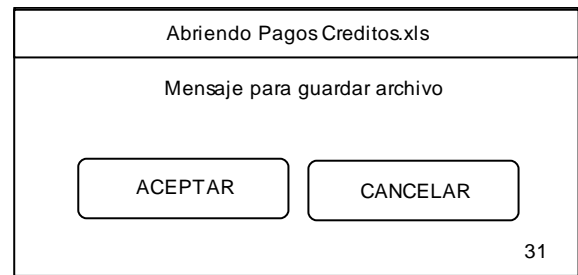 Abriendo Pagos Creditos.xls
Mensaje para guardar archivo
ACEPTAR
CANCELAR
31